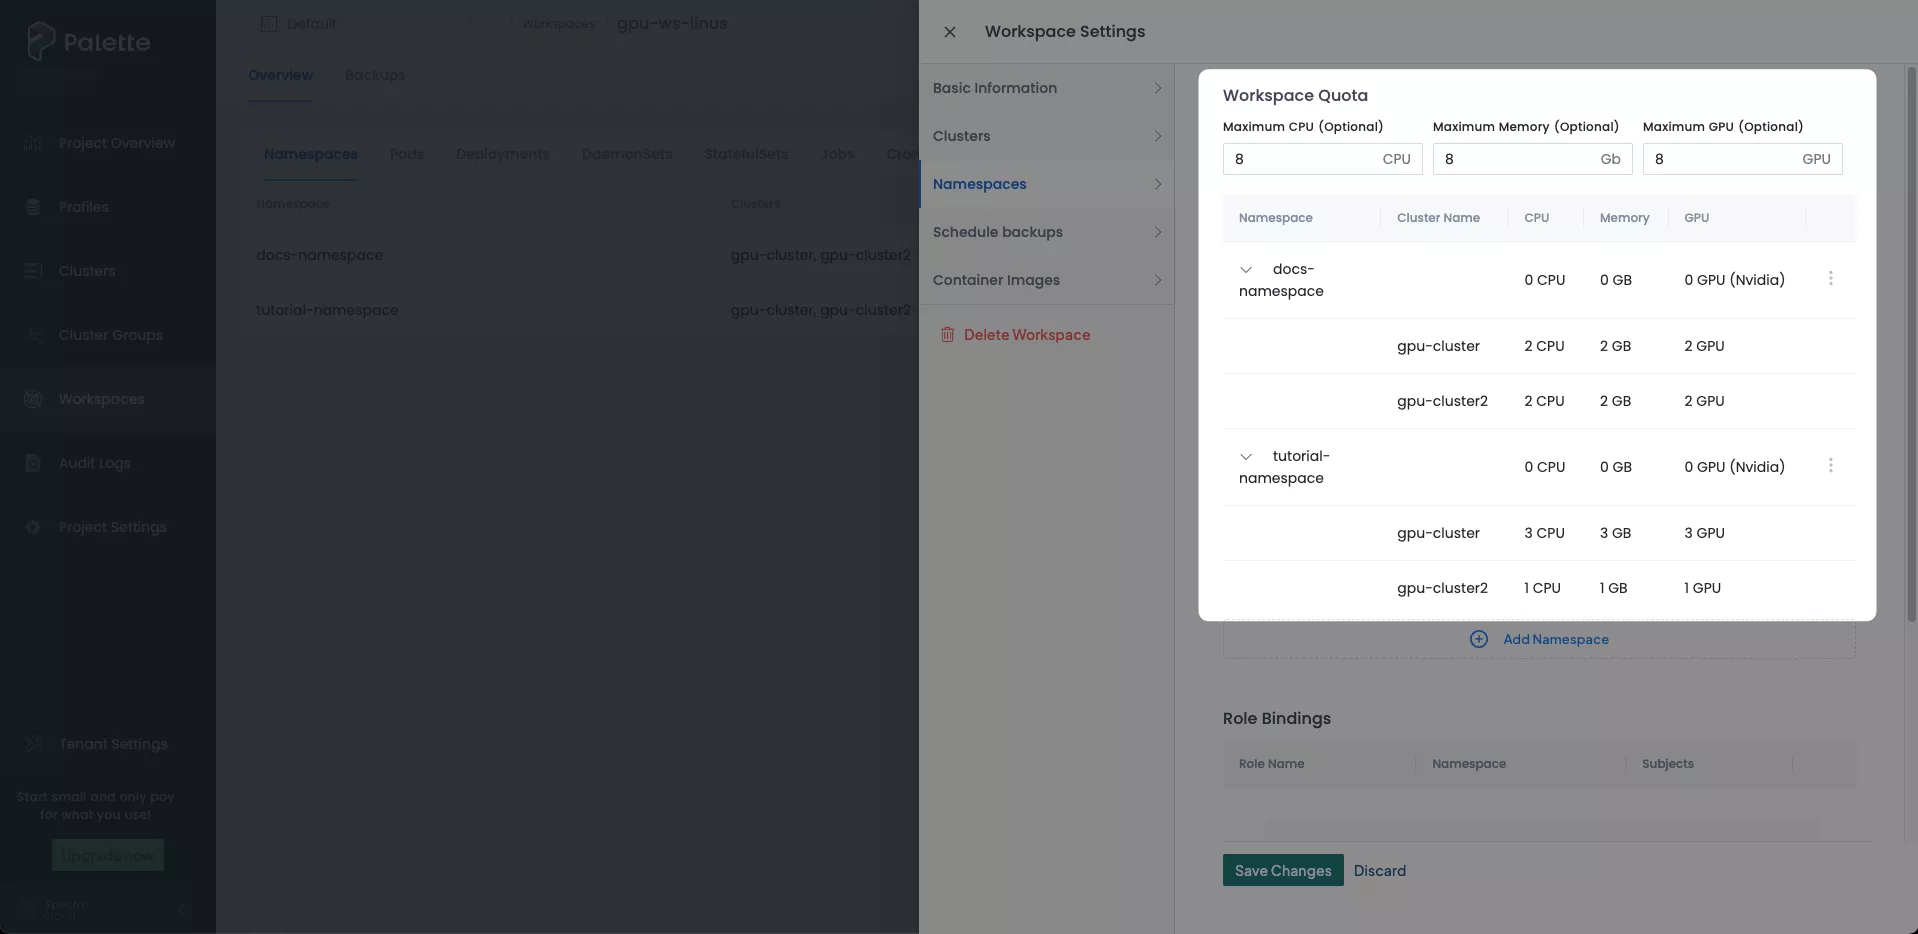 Palette
Default
Workspaces
gpu-ws-linus
Overview
Backups
Project Overview
Profiles
Clusters
Cluster Groups
Workspaces
Audit Logs
Project Settings
Tenant Settings
Start small and only pay
for what you use!
Upgrade now
Spectro
Cloud
Namespaces Pods Deployments DaemonSets StatefulSets Jobs Cron
Namespace Clusters
docs-namespace gpu-cluster, gpu-cluster2
tutorial-namespace gpu-cluster, gpu-cluster2
Workspace Settings
Basic Information
Clusters
Namespaces
Schedule backups
Container Images
Delete Workspace
Workspace Quota
Maximum CPU (Optional) Maximum Memory (Optional) Maximum GPU (Optional)
8 CPU 8 Gb 8 GPU
Namespace Cluster Name CPU Memory GPU
docs-
namespace 0 CPU 0 GB 0 GPU (Nvidia)
gpu-cluster 2 CPU 2 GB 2 GPU
gpu-cluster2 2 CPU 2 GB 2 GPU
tutorial-
namespace 0 CPU 0 GB 0 GPU (Nvidia)
gpu-cluster 3 CPU 3 GB 3 GPU
gpu-cluster2 1 CPU 1 GB 1 GPU
Add Namespace
Role Bindings
Role Name Namespace Subjects
Save Changes Discard